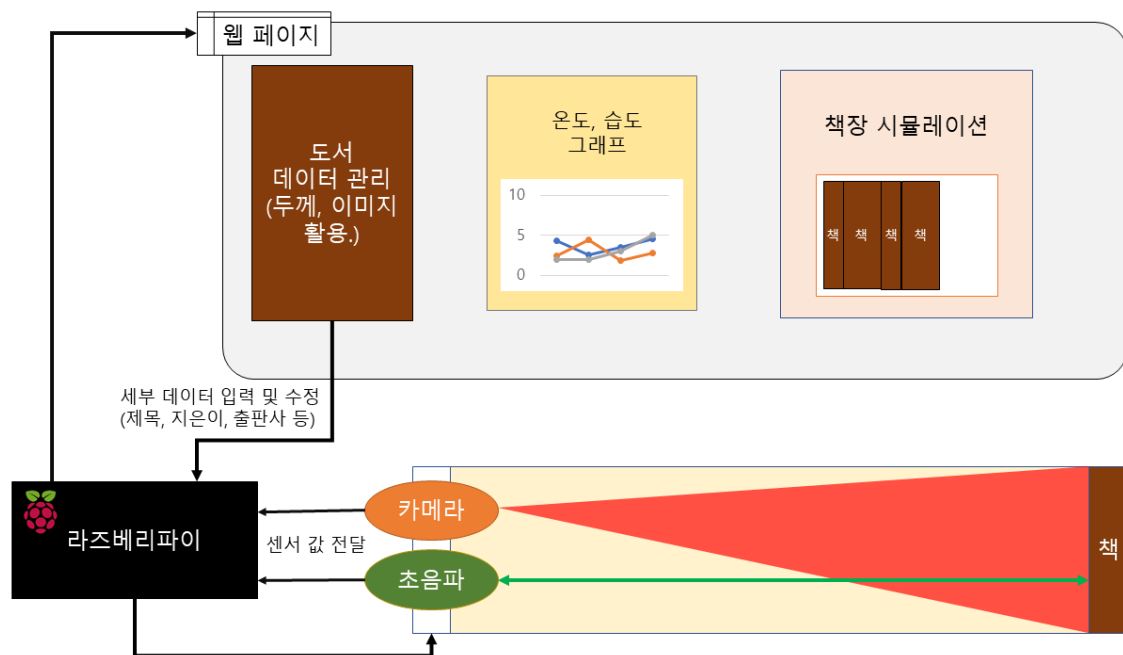 웹 페이지
도서
데이터 관리
(두께, 이미지
활용.)
온도, 습도
그래프
10
5
0
책장 시뮬레이션
책
책
책
책
세부 데이터 입력 및 수정
(제목, 지은이, 출판사 등)
라즈베리파이
센서 값 전달
카메라
초음파
책